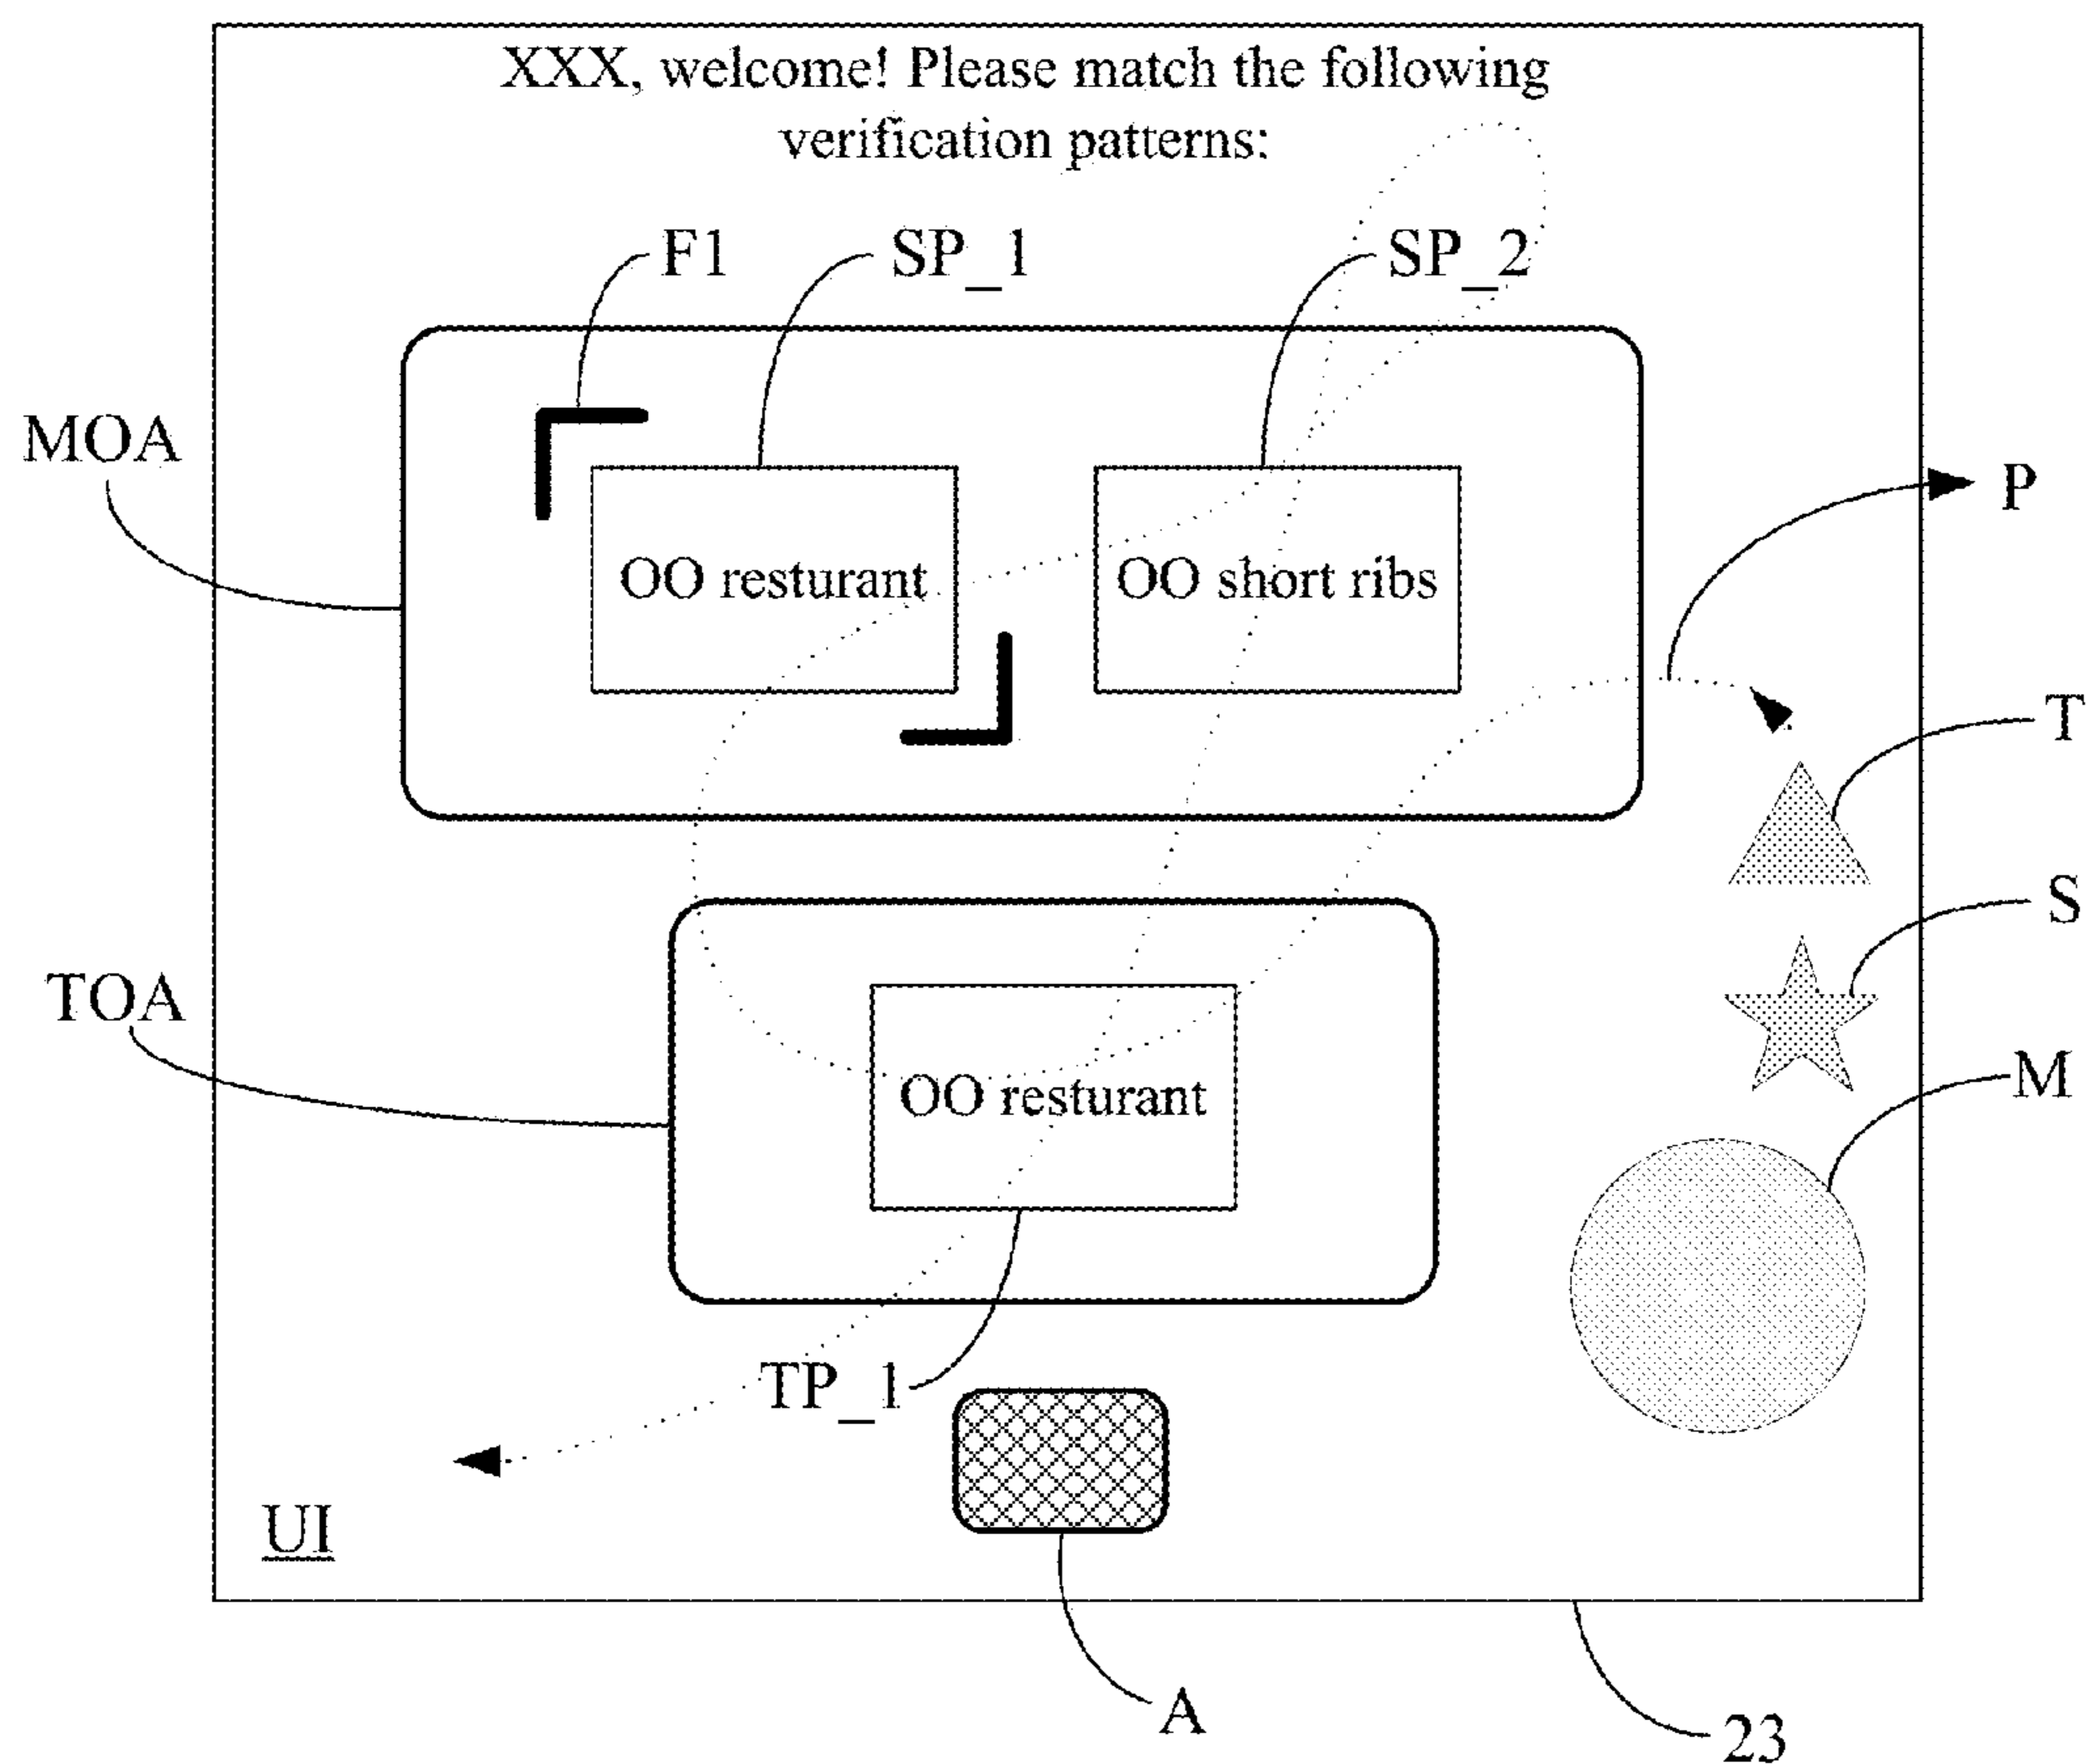 XXX, welcome! Please match the following
verification patterns:
F1
SP_1
SP_2
MOA
P
OO resturant
OO short ribs
T
S
TOA
M
OO resturant
TP_1
UI
A
23